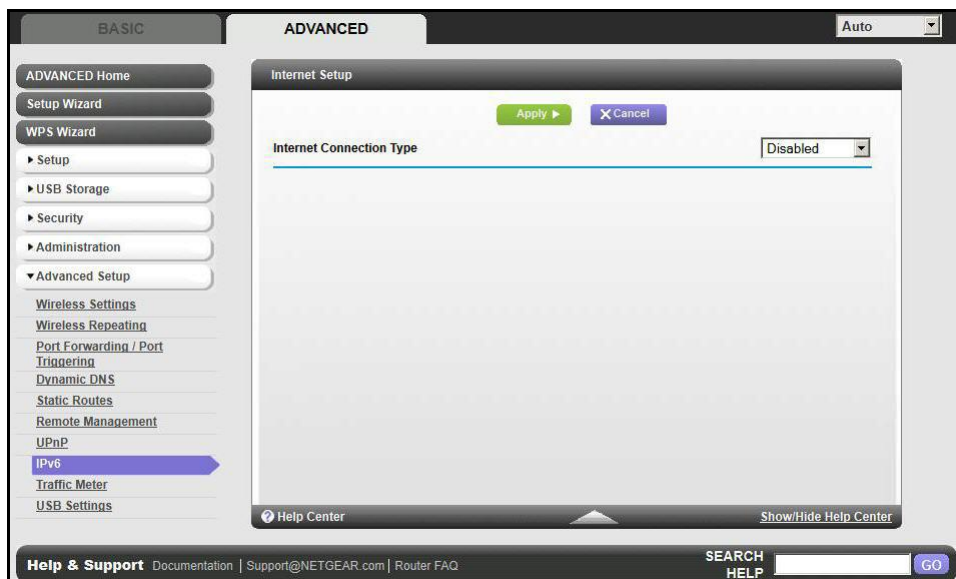 BASIC
ADVANCED
Auto
ADVANCED Home
Setup Wizard
WPS Wizard
Setup
USB Storage
Security
Administration
Advanced Setup
Wireless Settings
Wireless Repeating
Port Forwarding / Port
Triggering
Dynamic DNS
Static Routes
Remote Management
UPnP
IPv6
Traffic Meter
USB Settings
Internet Setup
Apply
X Cancel
Internet Connection Type
Disabled
? Help Center
Show/Hide Help Center
Help & Support Documentation | Support@NETGEAR.com | Router FAQ
SEARCH
HELP
GO